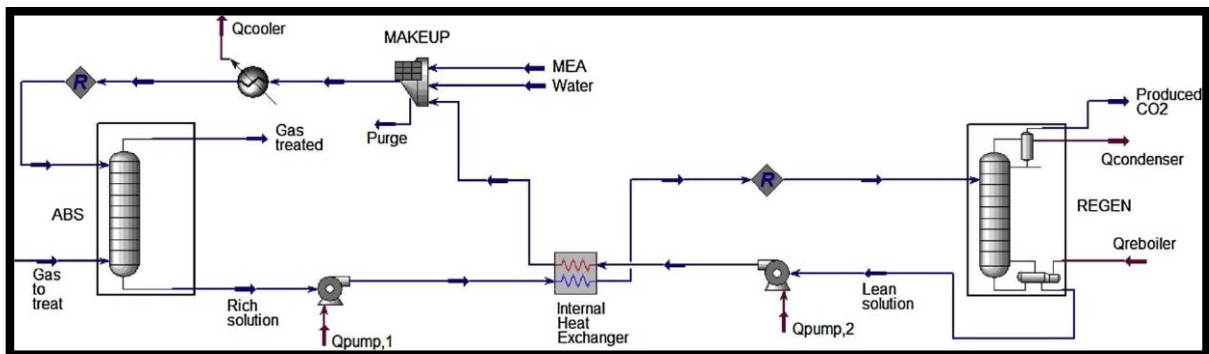 Qcooler
MAKEUP
MEA
Water
Purge
R
Gas
treated
ABS
Gas
to
treat
Rich
solution
Qpump,1
Internal
Heat
Exchanger
R
Qpump,2
Lean
solution
Produced
CO2
Qcondenser
REGEN
Qreboiler